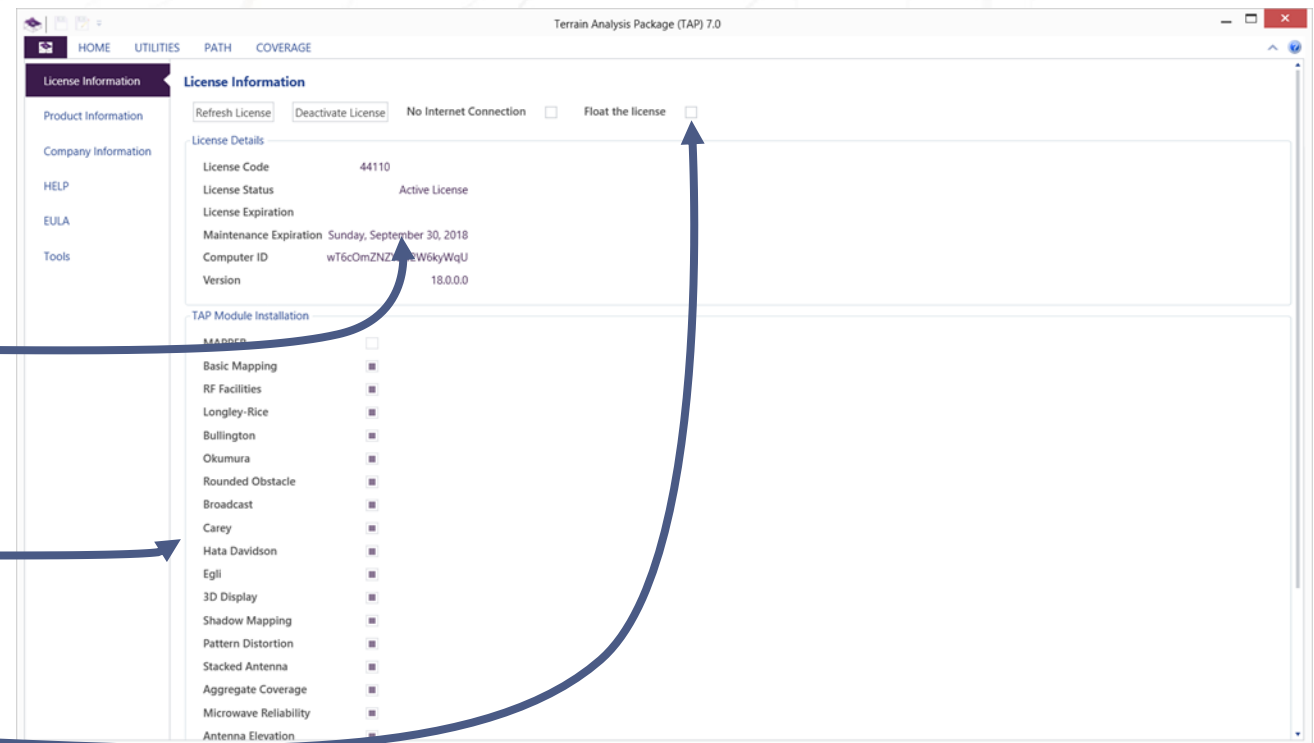 Terrain Analysis Package (TAP) 7.0
HOME UTILITIES PATH COVERAGE
License Information
Product Information
Company Information
HELP
EULA
Tools
License Information
Refresh License Deactivate License No Internet Connection Float the license
License Details
License Code 44110
License Status Active License
License Expiration
Maintenance Expiration Sunday, September 30, 2018
Computer ID
Version 18.0.0.0
TAP Module Installation
MAPPER
Basic Mapping
RF Facilities
Longley-Rice
Bullington
Okumura
Rounded Obstacle
Broadcast
Carey
Hata Davidson
Egli
3D Display
Shadow Mapping
Pattern Distortion
Stacked Antenna
Aggregate Coverage
Microwave Reliability
Antenna Elevation